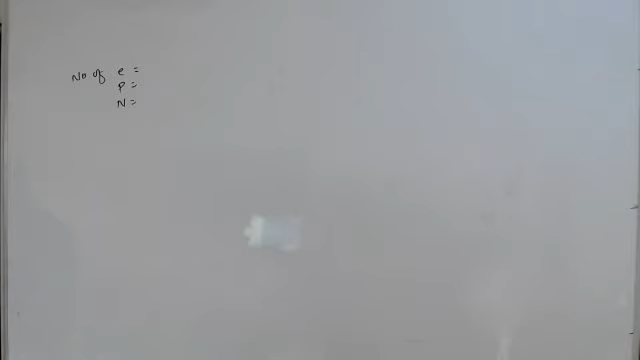 No of e =
P =
N =